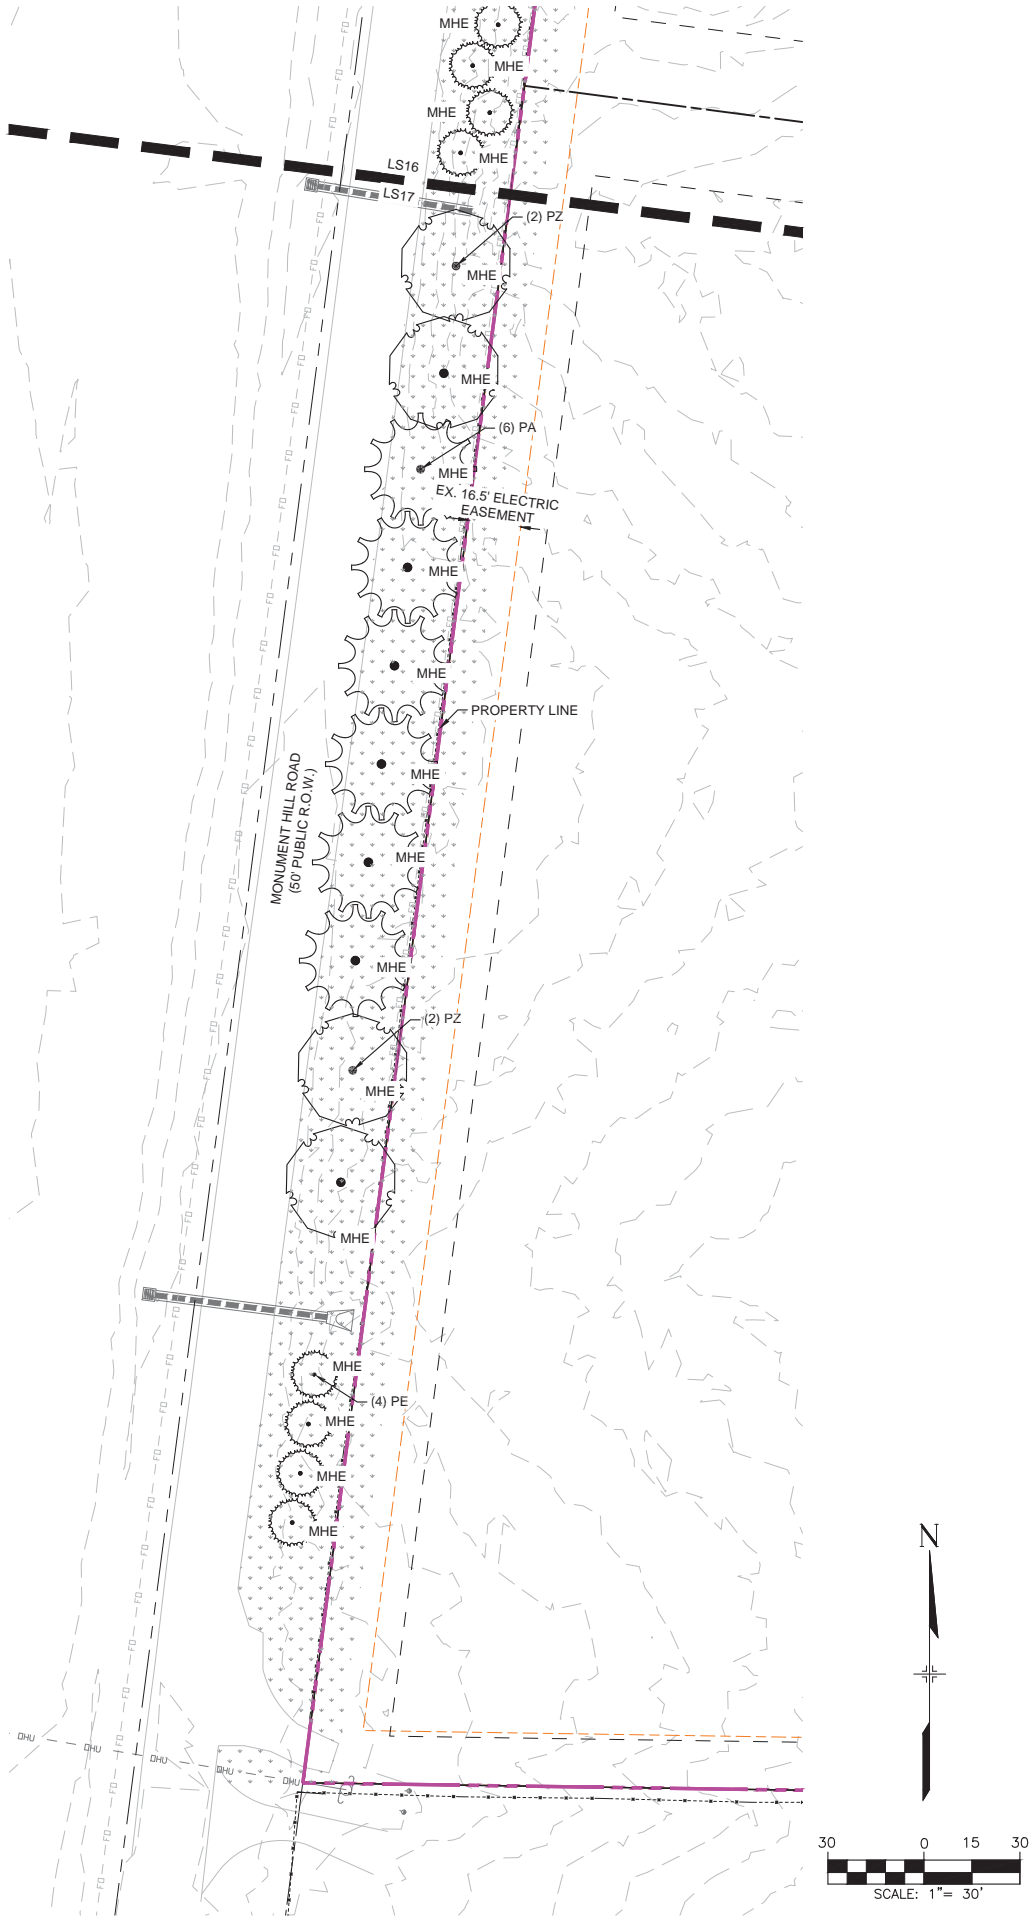 MHE
MHE
MHE
MHE
LS16
LS17
(2) PZ
MHE
MHE
(6) PA
MHE
EX. 16.5' ELECTRIC
EASEMENT
MHE
MHE
PROPERTY LINE
MONUMENT HILL ROAD
(50' PUBLIC R.O.W.)
MHE
MHE
MHE
(2) PZ
MHE
MHE
MHE
(4) PE
MHE
MHE
MHE
N
OHU
OHU
OHU
OHU
OHU
30
0
15
30
SCALE: 1"= 30'